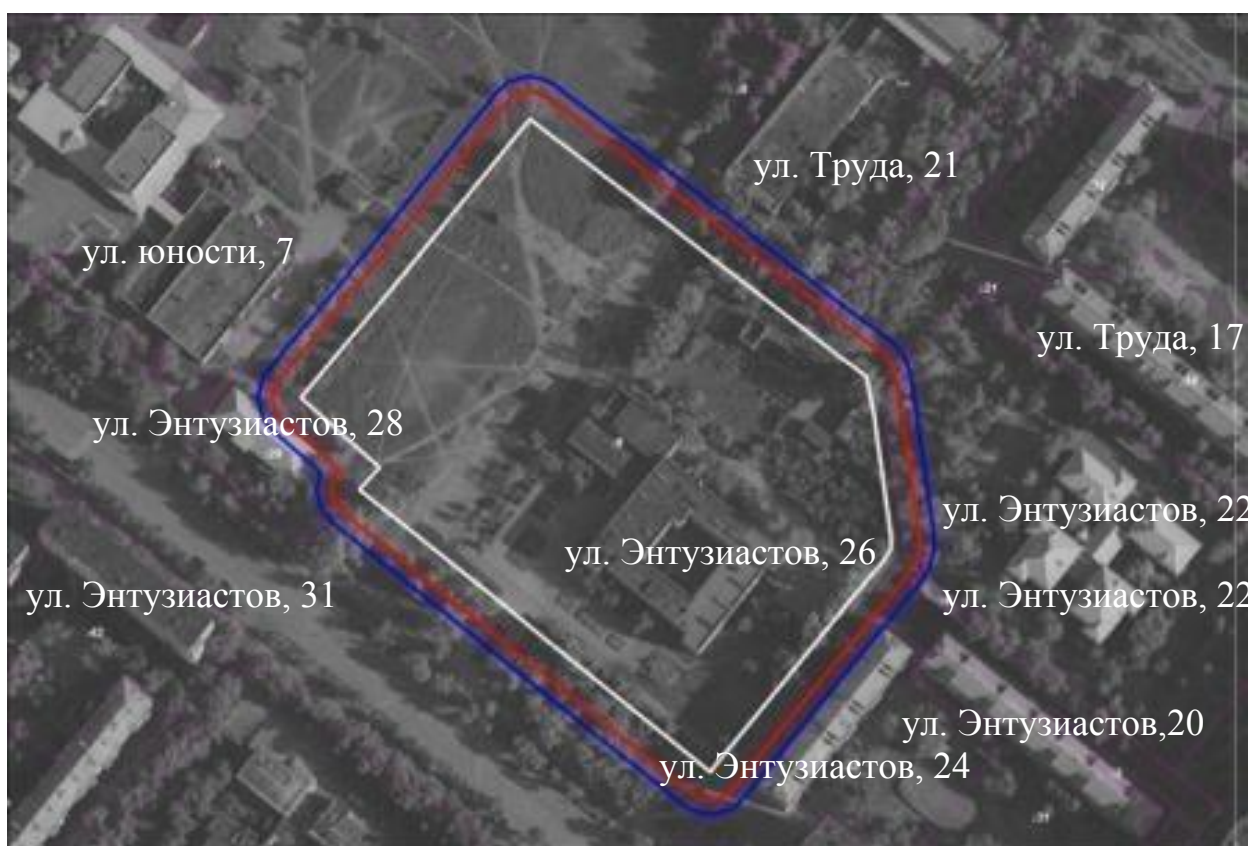 ул. Труда, 21
ул. юности, 7
ул. Труда, 17
ул. Энтузиастов, 28
ул. Энтузиастов, 22
ул. Энтузиастов, 26
ул. Энтузиастов, 31
ул. Энтузиастов, 22
ул. Энтузиастов,20
ул. Энтузиастов, 24